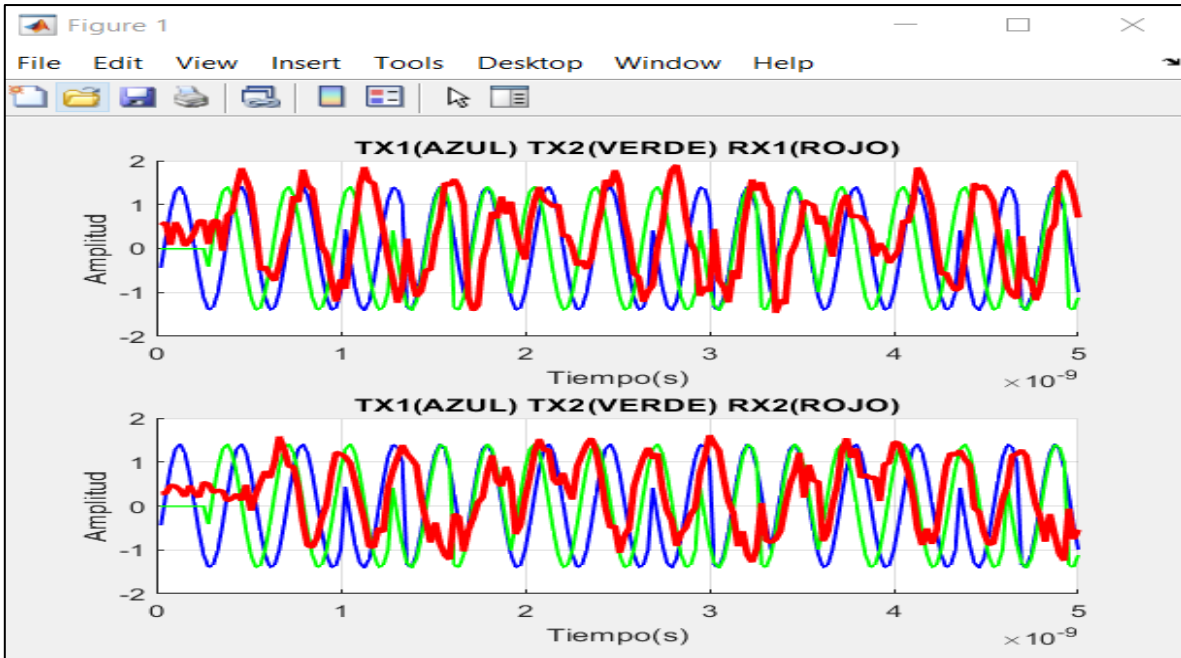 Figure 1
File Edit View Insert Tools Desktop Window Help
TX1(AZUL) TX2(VERDE) RX1(ROJO)
2
1
0
-1
-2
Amplitud
0 1 2 3 4 5
Tiempo(s)
×10⁻⁹
TX1(AZUL) TX2(VERDE) RX2(ROJO)
2
1
0
-1
-2
Amplitud
0 1 2 3 4 5
Tiempo(s)
×10⁻⁹